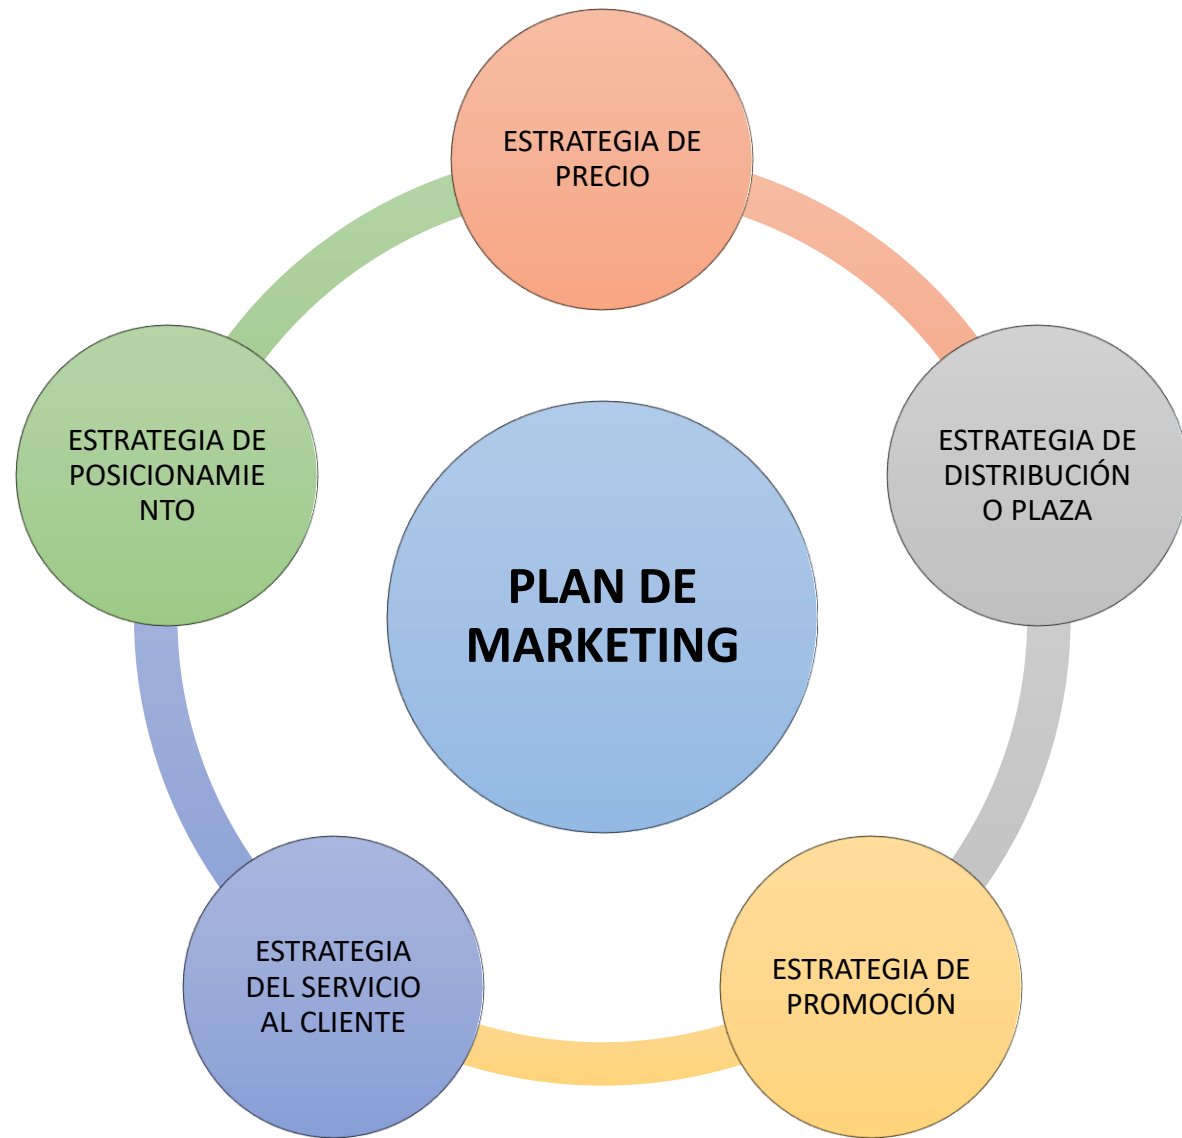 ESTRATEGIA DE
PRECIO
ESTRATEGIA DE
POSICIONAMIE
NTO
ESTRATEGIA DE
DISTRIBUCIÓN
O PLAZA
PLAN DE
MARKETING
ESTRATEGIA
DEL SERVICIO
AL CLIENTE
ESTRATEGIA DE
PROMOCIÓN